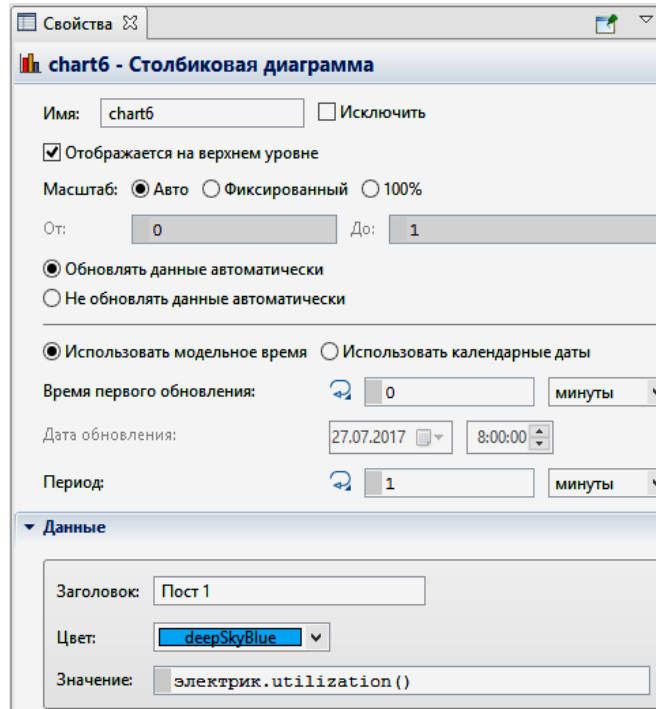 Свойства
chart6 - Столбиковая диаграмма
Имя: chart6 Исключить
Отображается на верхнем уровне
Масштаб: Авто Фиксированный 100%
От: 0 До: 1
Обновлять данные автоматически
Не обновлять данные автоматически
Использовать модельное время Использовать календарные даты
Время первого обновления: 0 минуты
Дата обновления: 27.07.2017 8:00:00
Период: 1 минуты
Данные
Заголовок: Пост 1
Цвет: deepSkyBlue
Значение: электрик.utilization()